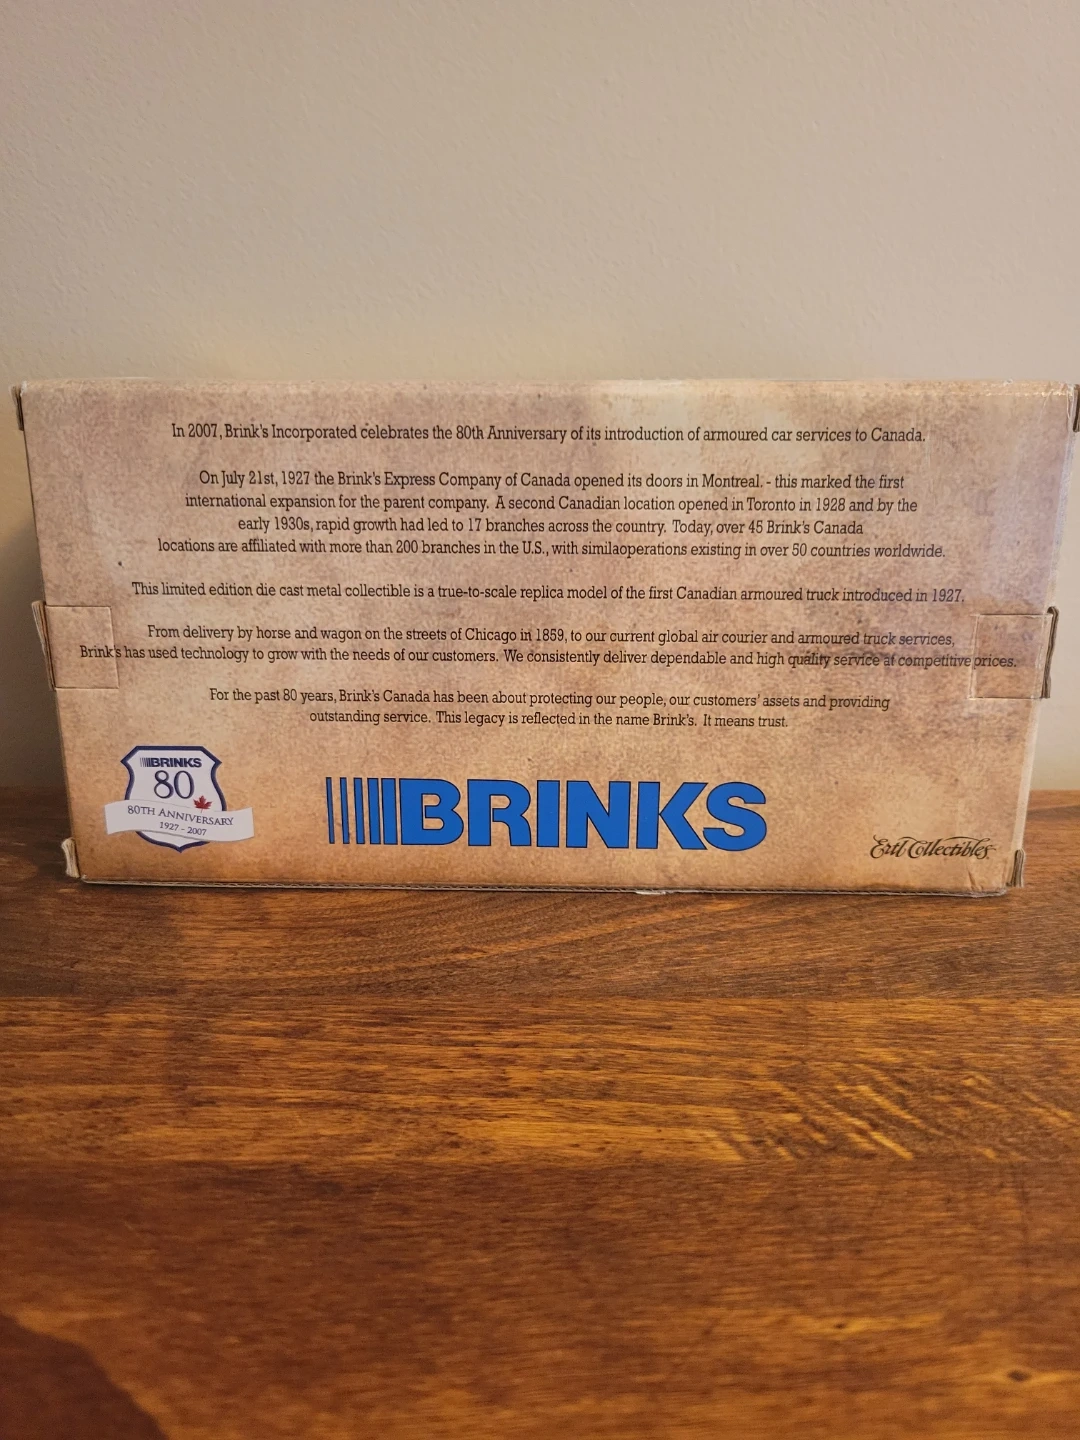 In 2007, Brink's Incorporated celebrates the 80th Anniversary of its introduction of armoured car services to Canada.
On July 21st, 1927 the Brink's Express Company of Canada opened its doors in Montreal. - this marked the first
international expansion for the parent company. A second Canadian location opened in Toronto in 1928 and by the
early 1930s, rapid growth had led to 17 branches across the country. Today, over 45 Brink's Canada
locations are affiliated with more than 200 branches in the U.S., with similaoperations existing in over 50 countries worldwide.
This limited edition die cast metal collectible is a true-to-scale replica model of the first Canadian armoured truck introduced in 1927.
From delivery by horse and wagon on the streets of Chicago in 1859, to our current global air courier and armoured truck services,
Brink's has used technology to grow with the needs of our customers. We consistently deliver dependable and high quality service at competitive prices.
For the past 80 years, Brink's Canada has been about protecting our people, our customers' assets and providing
outstanding service. This legacy is reflected in the name Brink's. It means trust.
BRINKS
80
80TH ANNIVERSARY
1927 - 2007
BRINKS
Ertl Collectibles